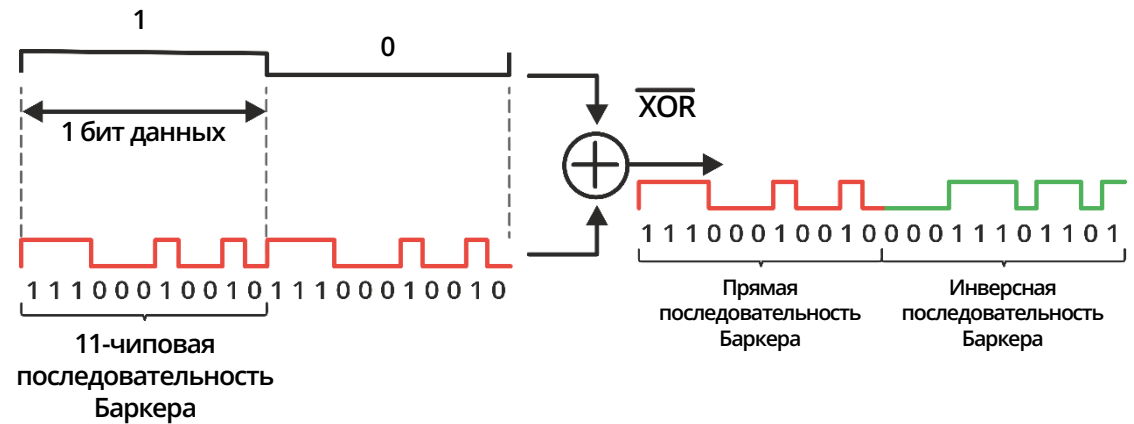 1
0
1 бит данных
XOR
1 1 1 0 0 0 1 0 0 1 0 1 1 1 0 0 0 1 0 0 1 0
11-чиповая
последовательность
Баркера
1 1 1 0 0 0 1 0 0 1 0 0 0 0 1 1 1 0 1 1 0 1
Прямая
последовательность
Баркера
Инверсная
последовательность
Баркера